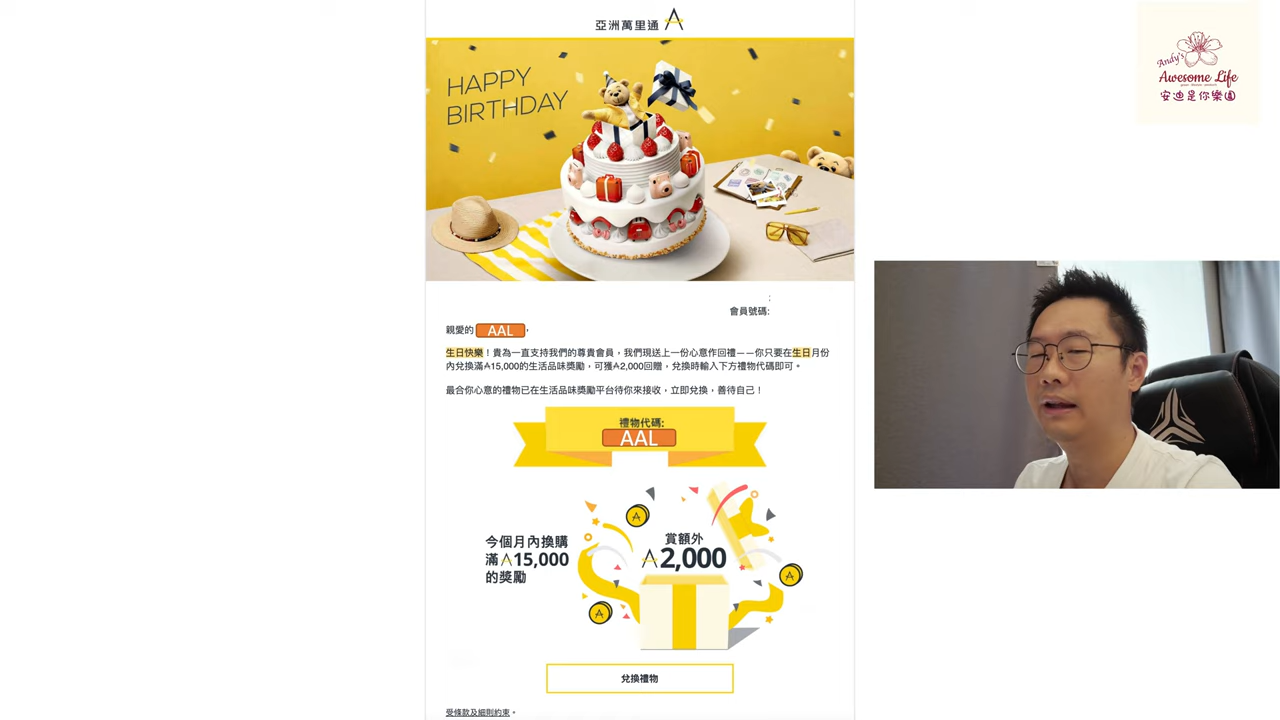 亞洲萬里通
HAPPY
BIRTHDAY
Andy's
Awesome Life
安迪是你樂園
會員號碼:
親愛的 AAL,
生日快樂！貴為一直支持我們的尊貴會員，我們現送上一份心意作回禮——你只要在生日月份
內兌換滿A15,000的生活品味獎勵，可獲A2,000回贈，兌換時輸入下方禮物代碼即可。
最合你心意的禮物已在生活品味獎勵平台待你來接收，立即兌換，善待自己！
禮物代碼:
AAL
今個月內換購
滿A15,000
的獎勵
賞額外
A2,000
兌換禮物
受條款及細則約束。